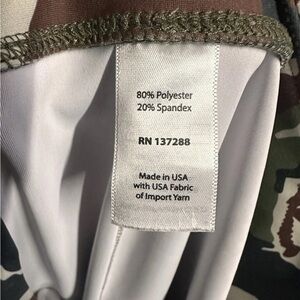 80% Polyester
20% Spandex
RN 137288
Made in USA
with USA Fabric
of Import Yarn